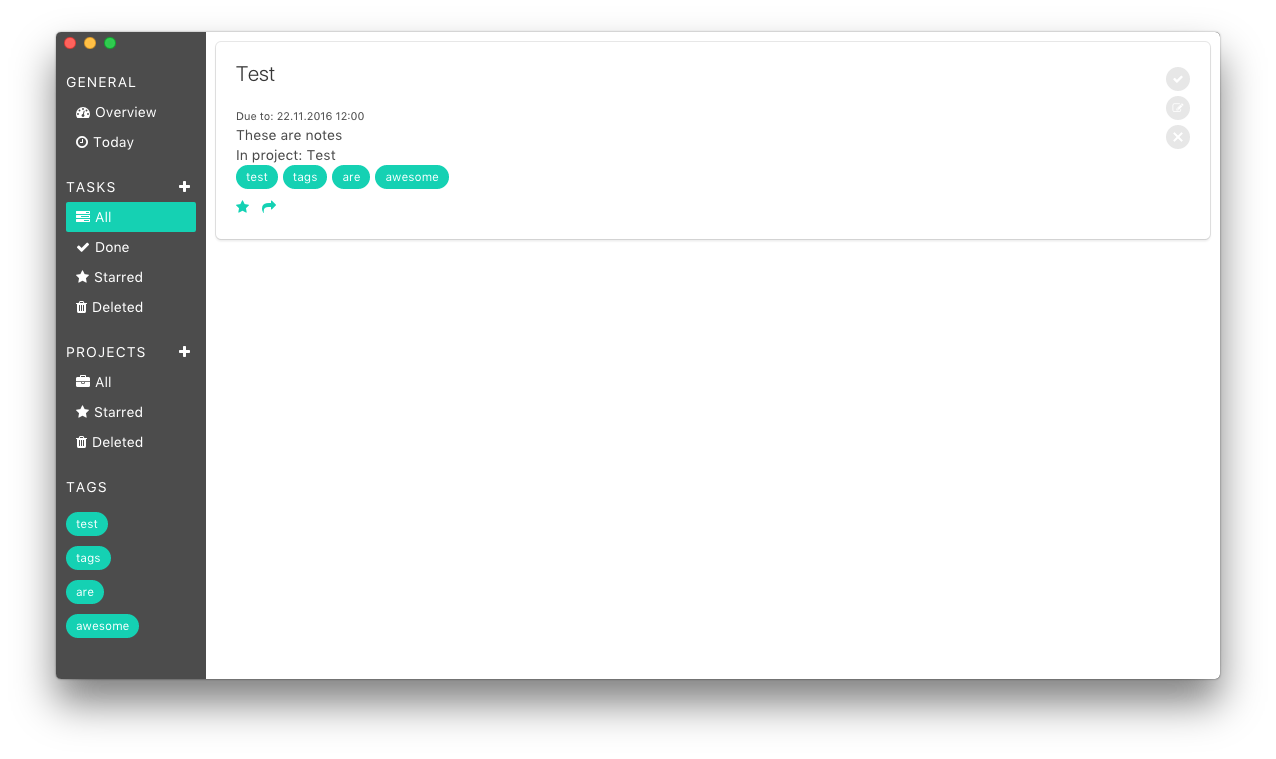 GENERAL
Overview
Today
TASKS
All
Done
Starred
Deleted
PROJECTS
All
Starred
Deleted
TAGS
test
tags
are
awesome
Test
Due to: 22.11.2016 12:00
These are notes
In project: Test
test tags are awesome